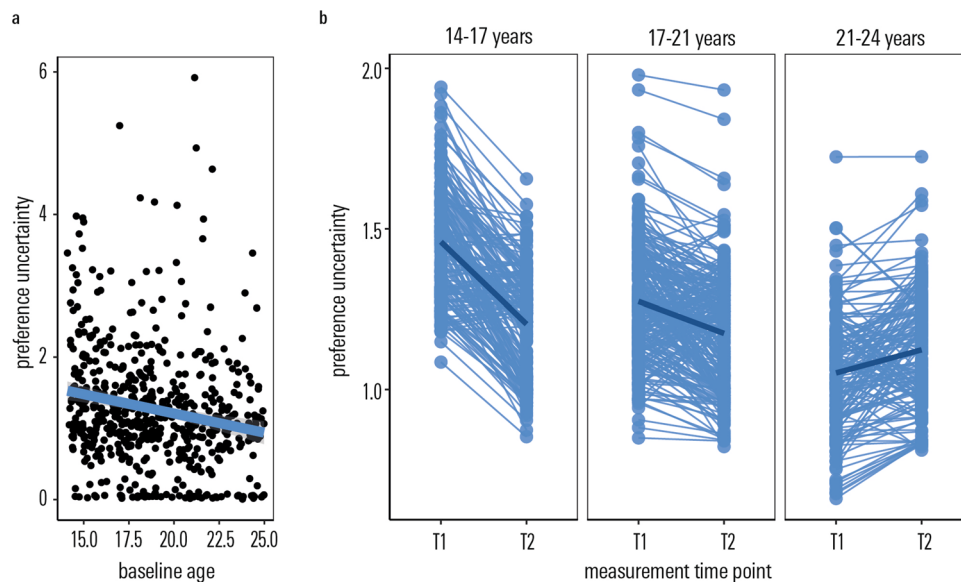 a
preference uncertainty
6
4
2
0
15.0 17.5 20.0 22.5 25.0
baseline age
b
14-17 years 17-21 years 21-24 years
preference uncertainty
2.0
1.5
1.0
T1 T2 T1 T2 T1 T2
measurement time point